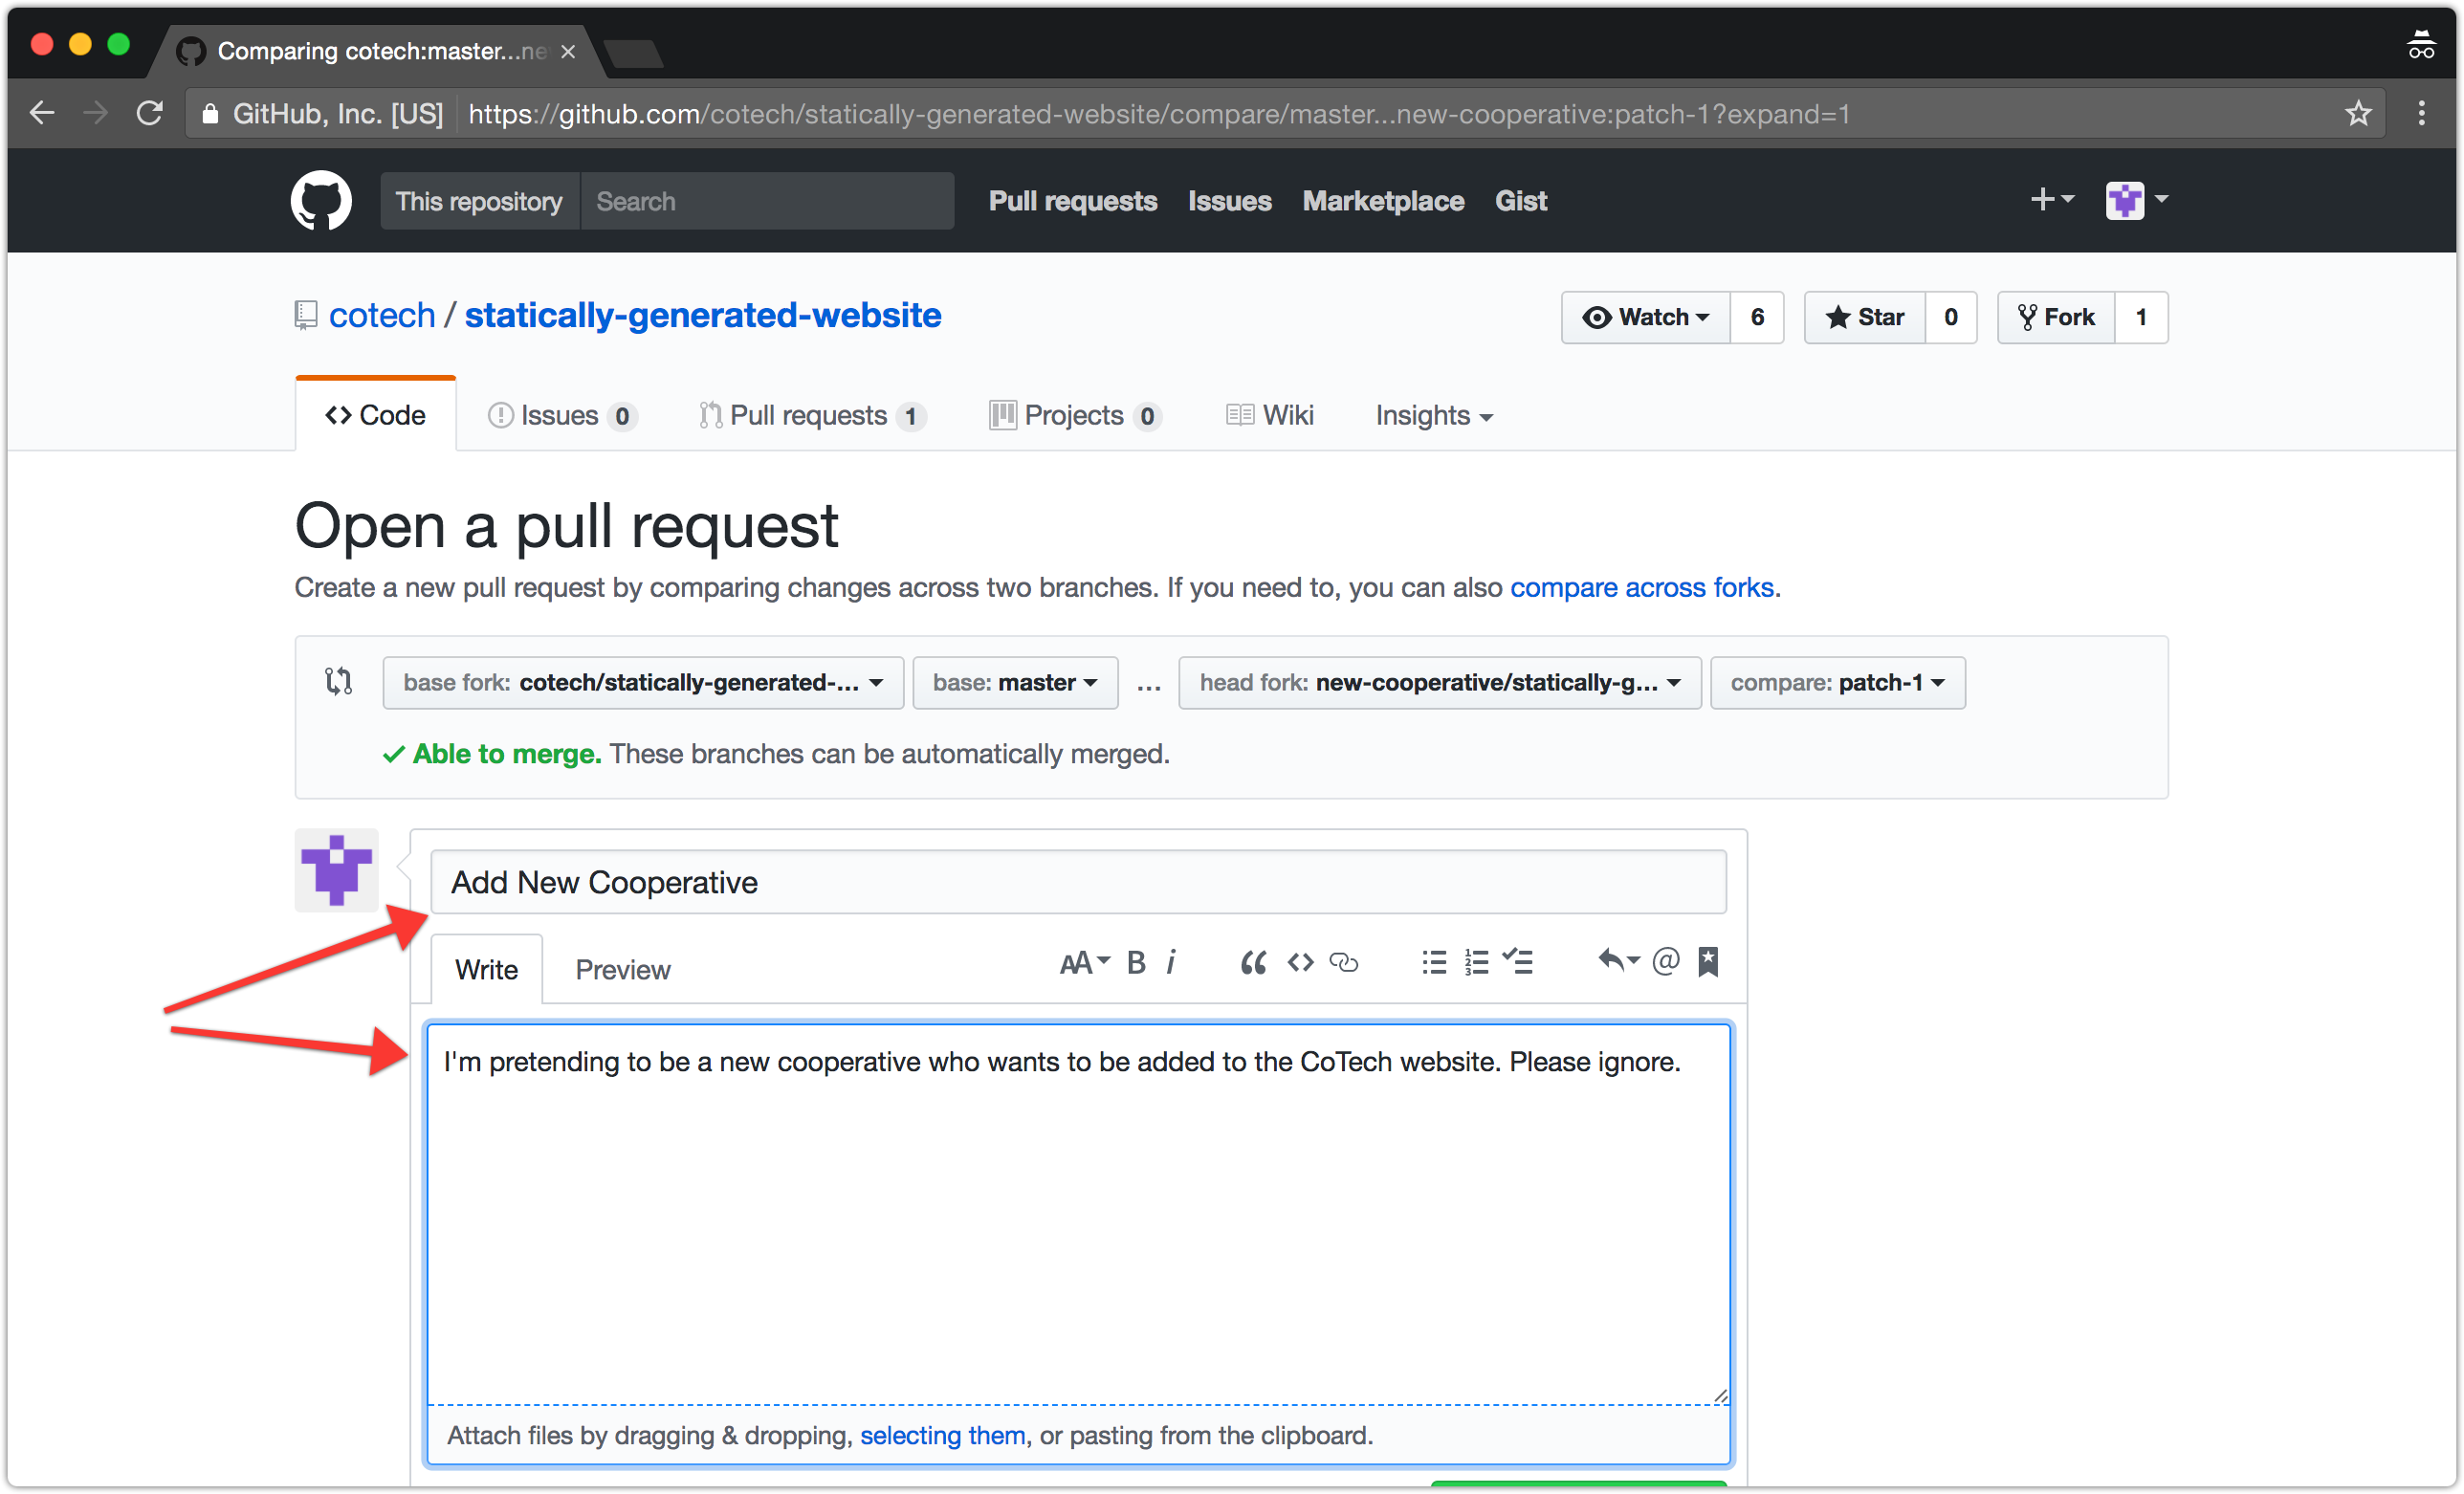 Comparing cotech:master...ne
GitHub, Inc. [US] https://github.com/cotech/statically-generated-website/compare/master...new-cooperative:patch-1?expand=1
This repository Search Pull requests Issues Marketplace Gist
cotech / statically-generated-website Watch 6 Star 0 Fork 1
Code Issues 0 Pull requests 1 Projects 0 Wiki Insights
Open a pull request
Create a new pull request by comparing changes across two branches. If you need to, you can also compare across forks.
base fork: cotech/statically-generated-... base: master ... head fork: new-cooperative/statically-g... compare: patch-1
Able to merge. These branches can be automatically merged.
Add New Cooperative
Write Preview AA B i
I'm pretending to be a new cooperative who wants to be added to the CoTech website. Please ignore.
Attach files by dragging & dropping, selecting them, or pasting from the clipboard.